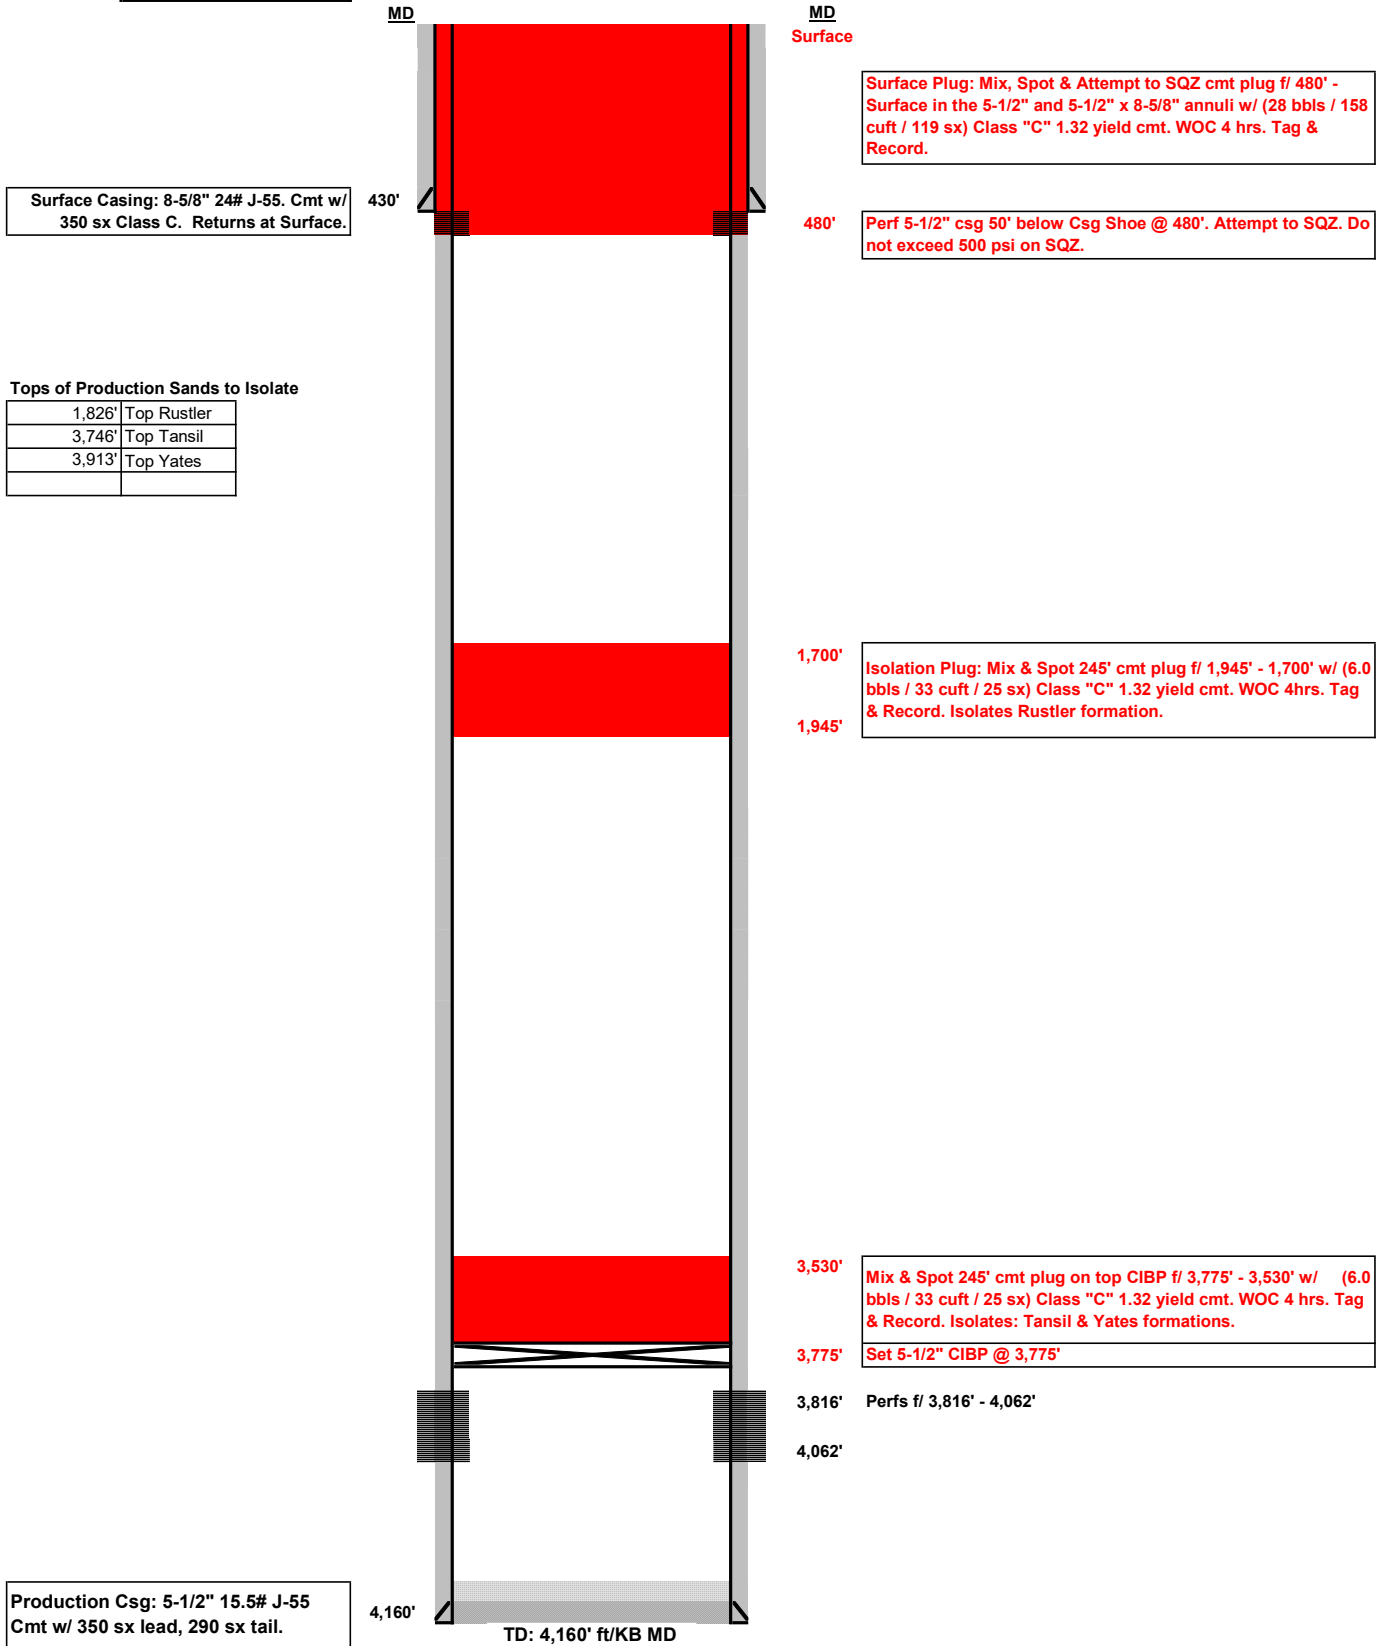 MD
MD
Surface
Surface Plug: Mix, Spot & Attempt to SQZ cmt plug f/ 480' -
Surface in the 5-1/2" and 5-1/2" x 8-5/8" annuli w/ (28 bbls / 158
cuft / 119 sx) Class "C" 1.32 yield cmt. WOC 4 hrs. Tag &
Record.
Surface Casing: 8-5/8" 24# J-55. Cmt w/
350 sx Class C. Returns at Surface.
430'
480'
Perf 5-1/2" csg 50' below Csg Shoe @ 480'. Attempt to SQZ. Do
not exceed 500 psi on SQZ.
Tops of Production Sands to Isolate
1,826' Top Rustler
3,746' Top Tansil
3,913' Top Yates
1,700'
Isolation Plug: Mix & Spot 245' cmt plug f/ 1,945' - 1,700' w/ (6.0
bbls / 33 cuft / 25 sx) Class "C" 1.32 yield cmt. WOC 4hrs. Tag
& Record. Isolates Rustler formation.
1,945'
3,530'
Mix & Spot 245' cmt plug on top CIBP f/ 3,775' - 3,530' w/ (6.0
bbls / 33 cuft / 25 sx) Class "C" 1.32 yield cmt. WOC 4 hrs. Tag
& Record. Isolates: Tansil & Yates formations.
3,775'
Set 5-1/2" CIBP @ 3,775'
3,816'
Perfs f/ 3,816' - 4,062'
4,062'
Production Csg: 5-1/2" 15.5# J-55
Cmt w/ 350 sx lead, 290 sx tail.
4,160'
TD: 4,160' ft/KB MD